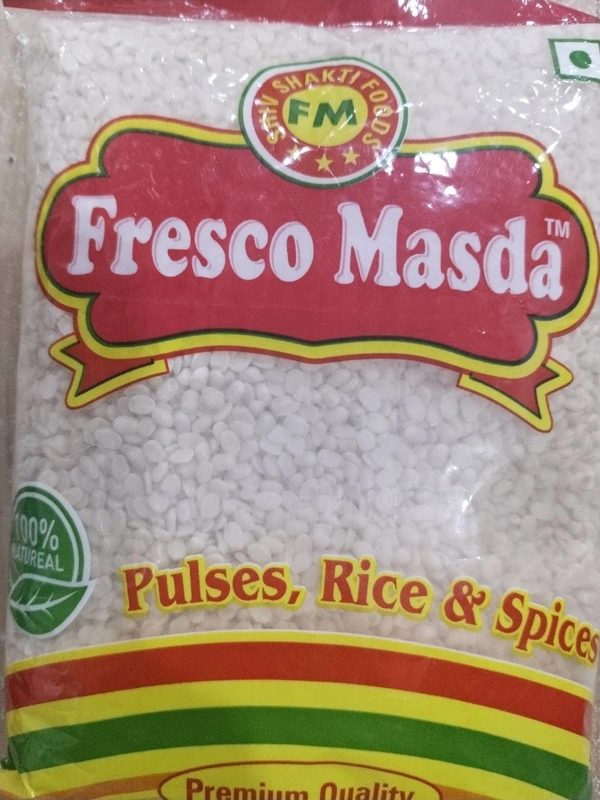 SHIV SHAKTI FOODS
FM
Fresco Masda™
100%
NATUREAL
Pulses, Rice & Spices
Premium Quality